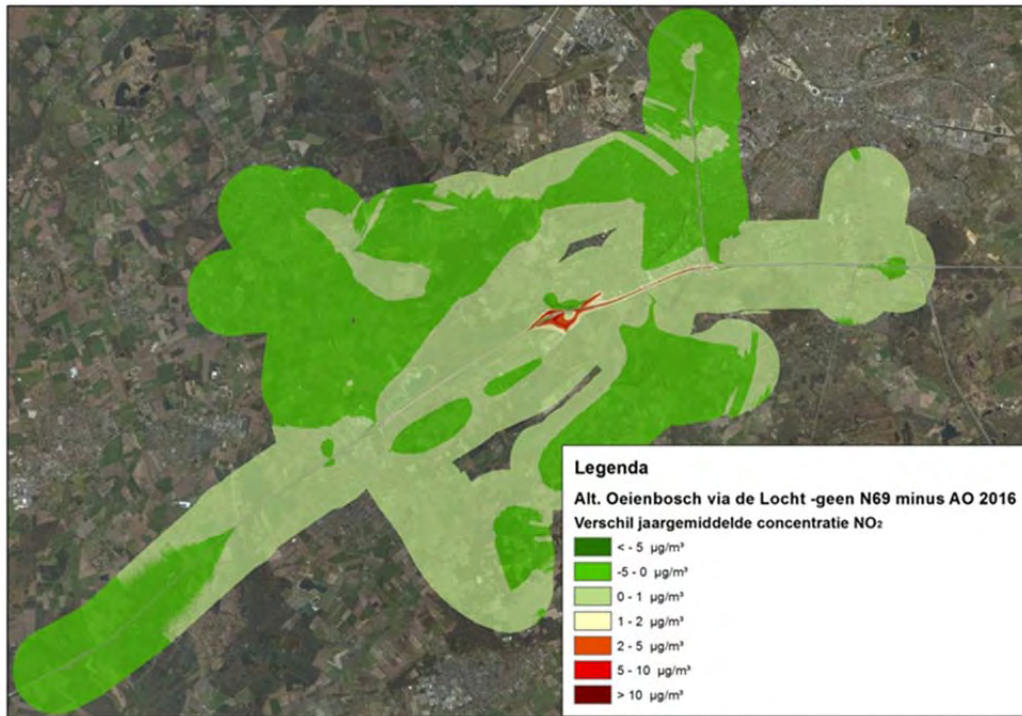 Legenda
Alt. Oeienbosch via de Locht -geen N69 minus AO 2016
Verschil jaargemiddelde concentratie NO₂
< - 5 µg/m³
-5 - 0 µg/m³
0 - 1 µg/m³
1 - 2 µg/m³
2 - 5 µg/m³
5 - 10 µg/m³
> 10 µg/m³